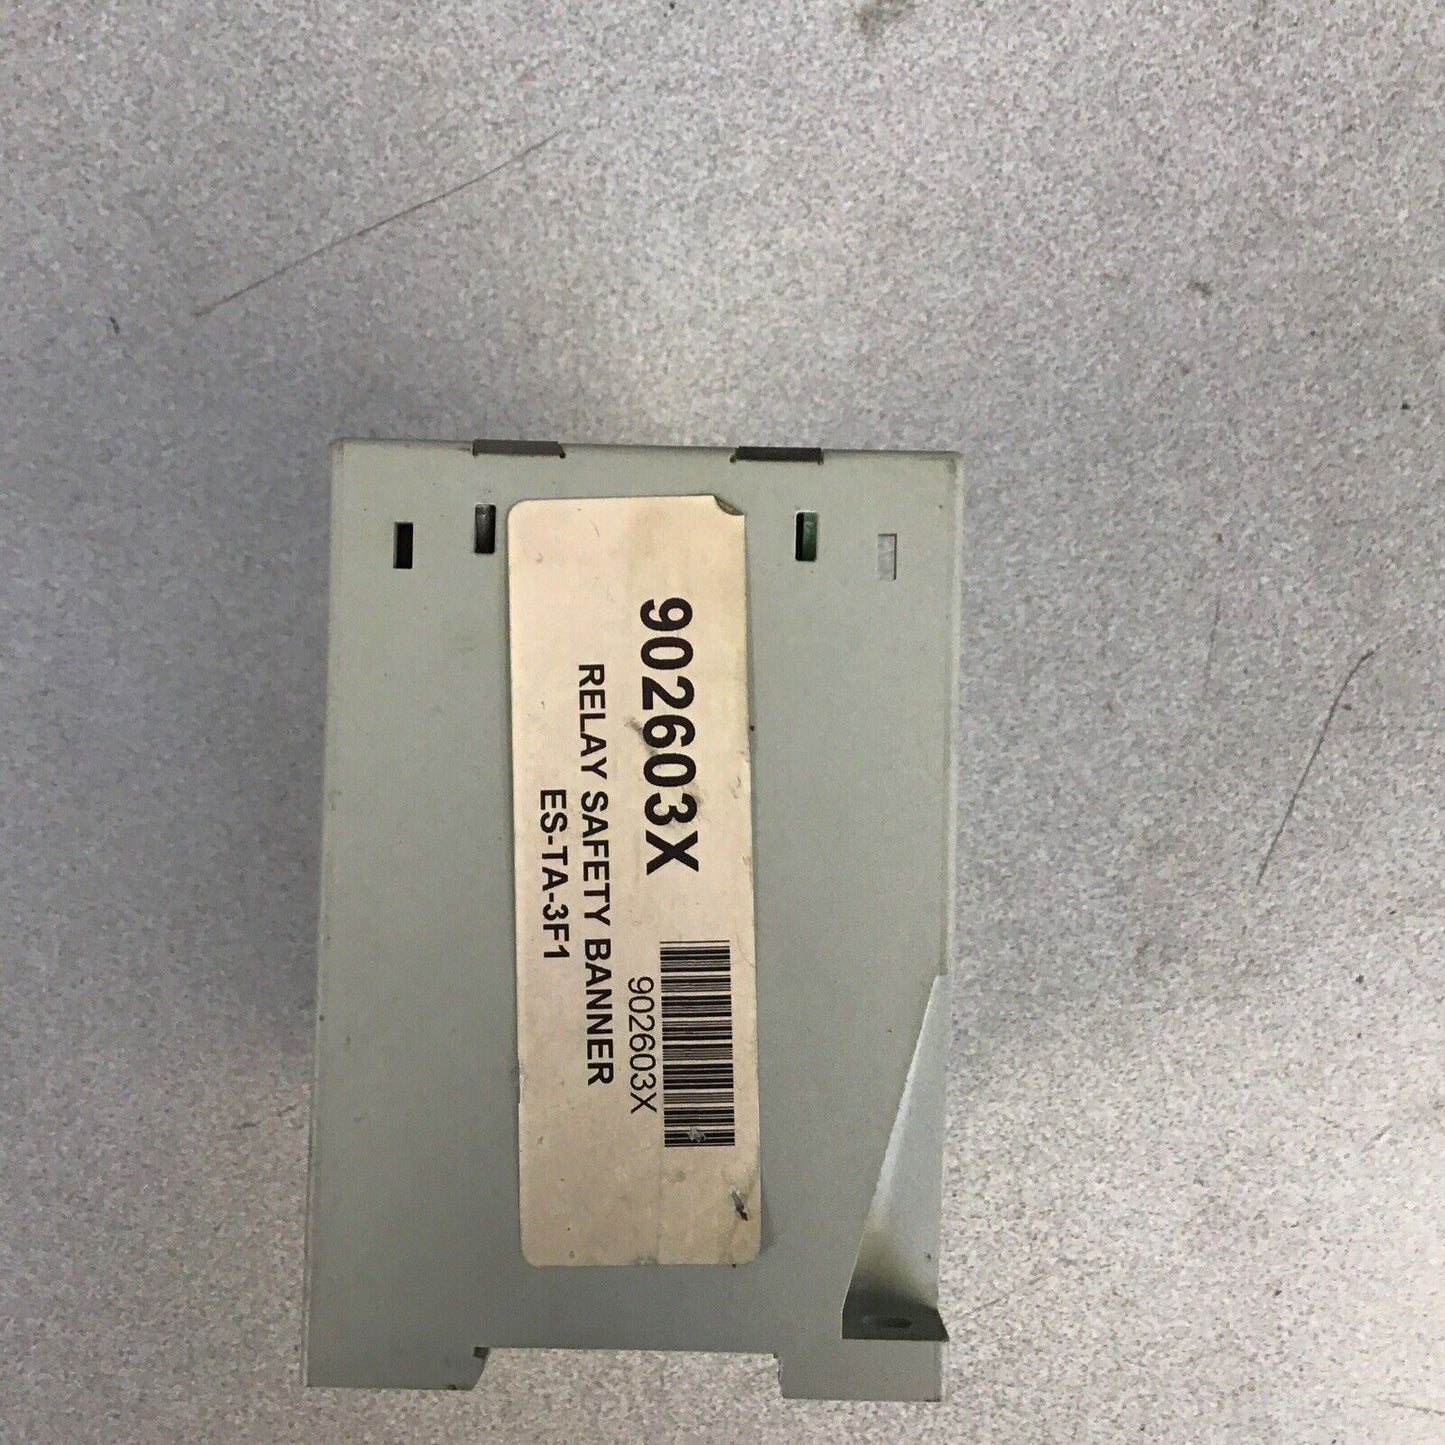 902603X
RELAY SAFETY BANNER
ES-TA-3F1
902603X